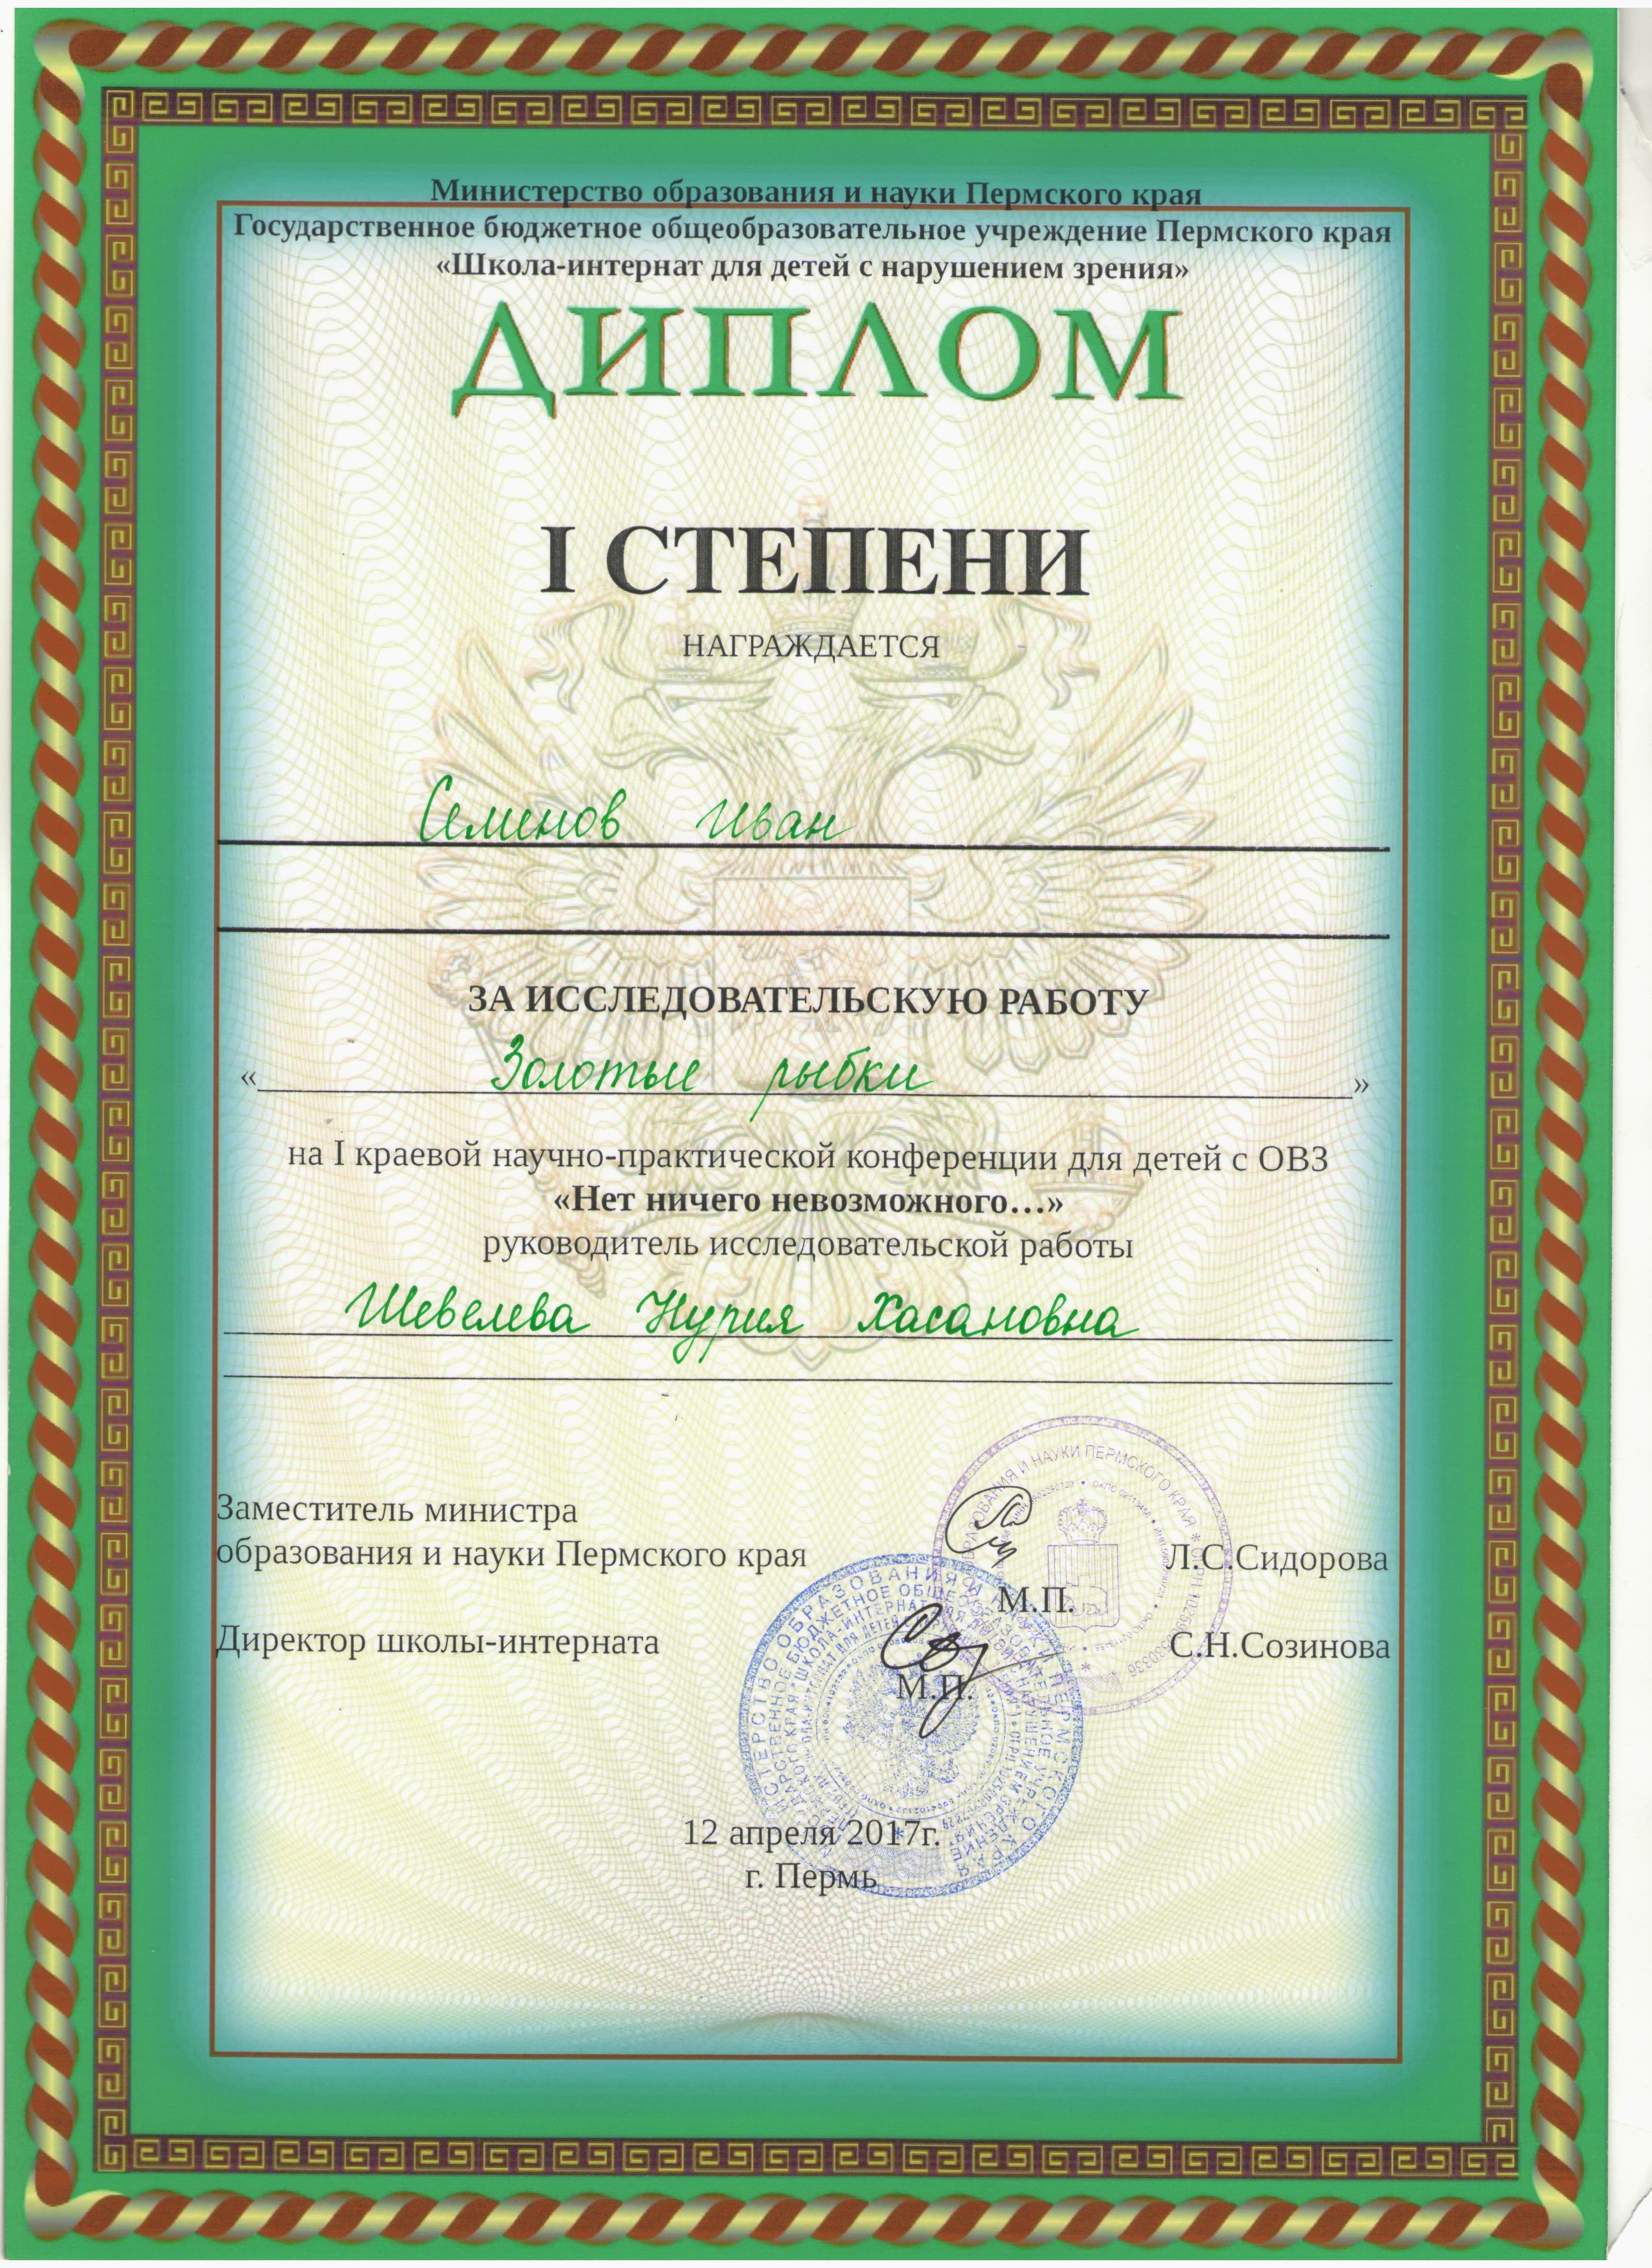 Министерство образования и науки Пермского края
Государственное бюджетное общеобразовательное учреждение Пермского края
«Школа-интернат для детей с нарушением зрения»
ДИПЛОМ
I СТЕПЕНИ
НАГРАЖДАЕТСЯ
Семенов Иван
ЗА ИССЛЕДОВАТЕЛЬСКУЮ РАБОТУ
«Золотые рыбки»
на I краевой научно-практической конференции для детей с ОВЗ
«Нет ничего невозможного…»
руководитель исследовательской работы
Шевелева Нурия Хасановна
Заместитель министра
образования и науки Пермского края Л.С.Сидорова
М.П.
Директор школы-интерната С.Н.Созинова
М.П.
12 апреля 2017г.
г. Пермь